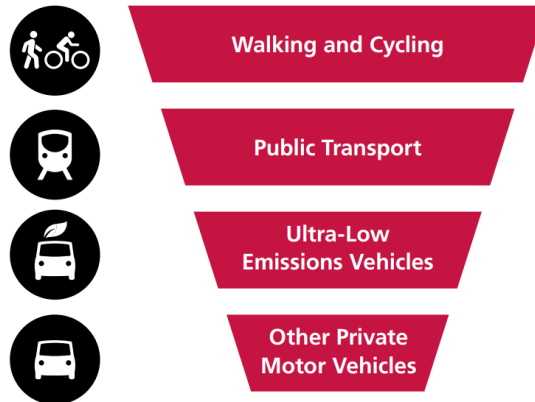 Walking and Cycling
Public Transport
Ultra-Low
Emissions Vehicles
Other Private
Motor Vehicles